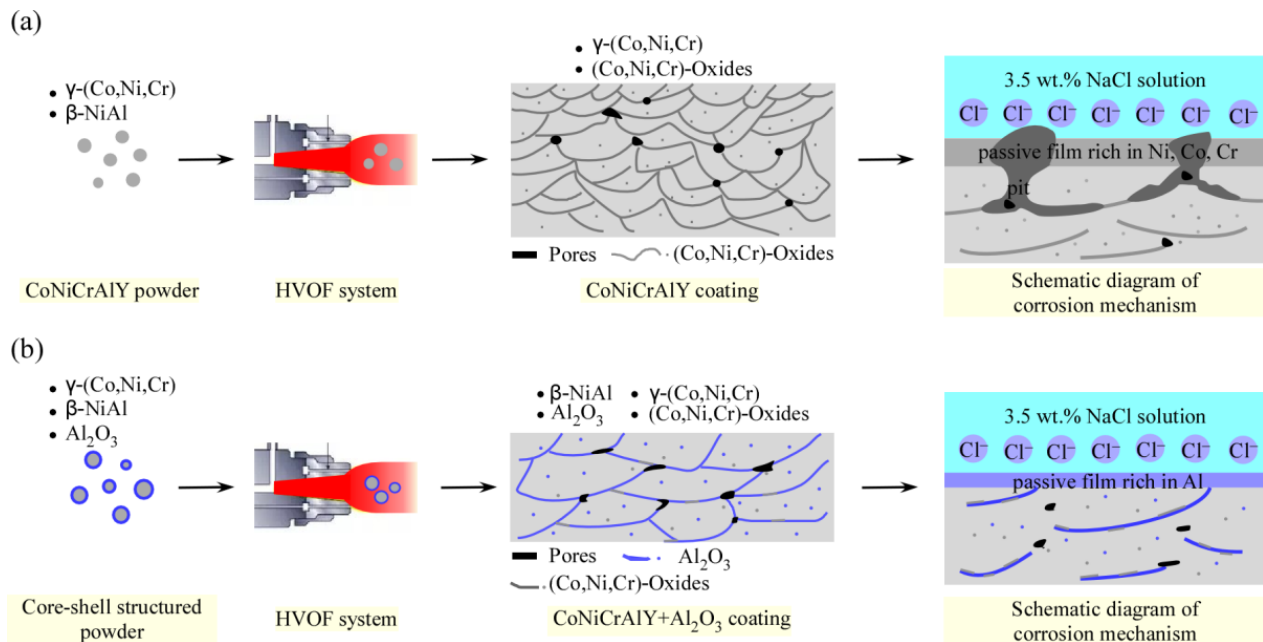 (a)
• γ-(Co,Ni,Cr)
• β-NiAl
CoNiCrAlY powder
HVOF system
• γ-(Co,Ni,Cr)
• (Co,Ni,Cr)-Oxides
Pores (Co,Ni,Cr)-Oxides
CoNiCrAlY coating
3.5 wt.% NaCl solution
Cl⁻ Cl⁻ Cl⁻ Cl⁻ Cl⁻ Cl⁻ Cl⁻
passive film rich in Ni, Co, Cr
pit
Schematic diagram of
corrosion mechanism
(b)
• γ-(Co,Ni,Cr)
• β-NiAl
• Al₂O₃
Core-shell structured
powder
HVOF system
• β-NiAl • γ-(Co,Ni,Cr)
• Al₂O₃ • (Co,Ni,Cr)-Oxides
Pores Al₂O₃
(Co,Ni,Cr)-Oxides
CoNiCrAlY+Al₂O₃ coating
3.5 wt.% NaCl solution
Cl⁻ Cl⁻ Cl⁻ Cl⁻ Cl⁻ Cl⁻ Cl⁻
passive film rich in Al
Schematic diagram of
corrosion mechanism